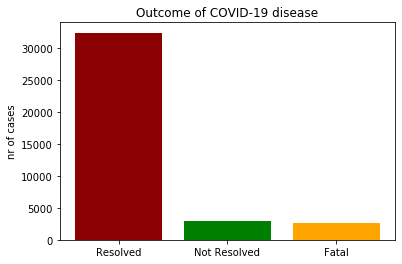 Outcome of COVID-19 disease
nr of cases
30000
25000
20000
15000
10000
5000
0
Resolved Not Resolved Fatal